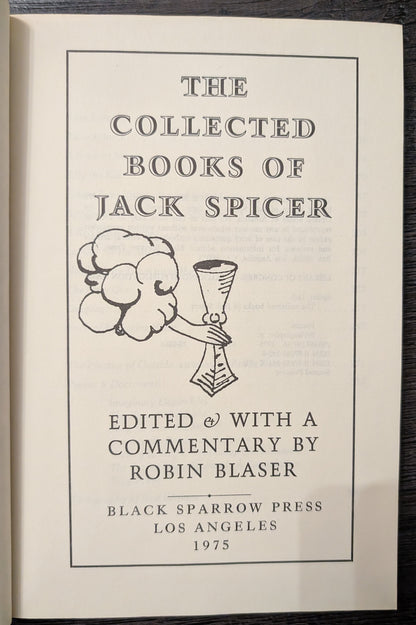 THE
COLLECTED
BOOKS OF
JACK SPICER
EDITED & WITH A
COMMENTARY BY
ROBIN BLASER
BLACK SPARROW PRESS
LOS ANGELES
1975